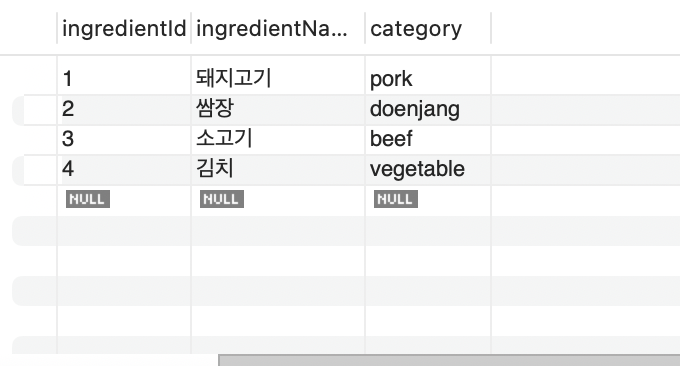 ingredientId ingredientNa... category
1 돼지고기 pork
2 쌈장 doenjang
3 소고기 beef
4 김치 vegetable
NULL NULL NULL